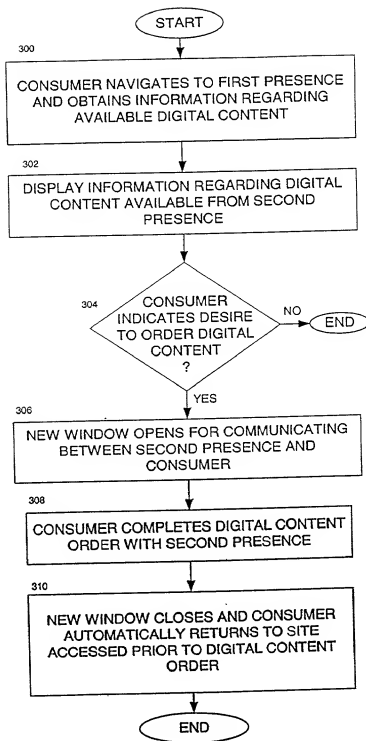 START
300
CONSUMER NAVIGATES TO FIRST PRESENCE
AND OBTAINS INFORMATION REGARDING
AVAILABLE DIGITAL CONTENT
302
DISPLAY INFORMATION REGARDING DIGITAL
CONTENT AVAILABLE FROM SECOND
PRESENCE
304
CONSUMER
INDICATES DESIRE
TO ORDER DIGITAL
CONTENT
?
NO
END
YES
306
NEW WINDOW OPENS FOR COMMUNICATING
BETWEEN SECOND PRESENCE AND
CONSUMER
308
CONSUMER COMPLETES DIGITAL CONTENT
ORDER WITH SECOND PRESENCE
310
NEW WINDOW CLOSES AND CONSUMER
AUTOMATICALLY RETURNS TO SITE
ACCESSED PRIOR TO DIGITAL CONTENT
ORDER
END